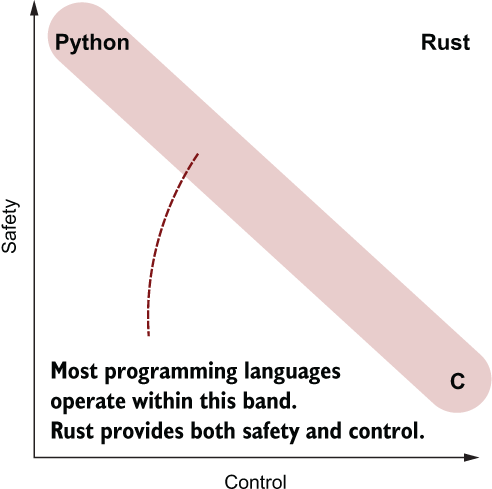 Python
Rust
Safety
C
Most programming languages
operate within this band.
Rust provides both safety and control.
Control